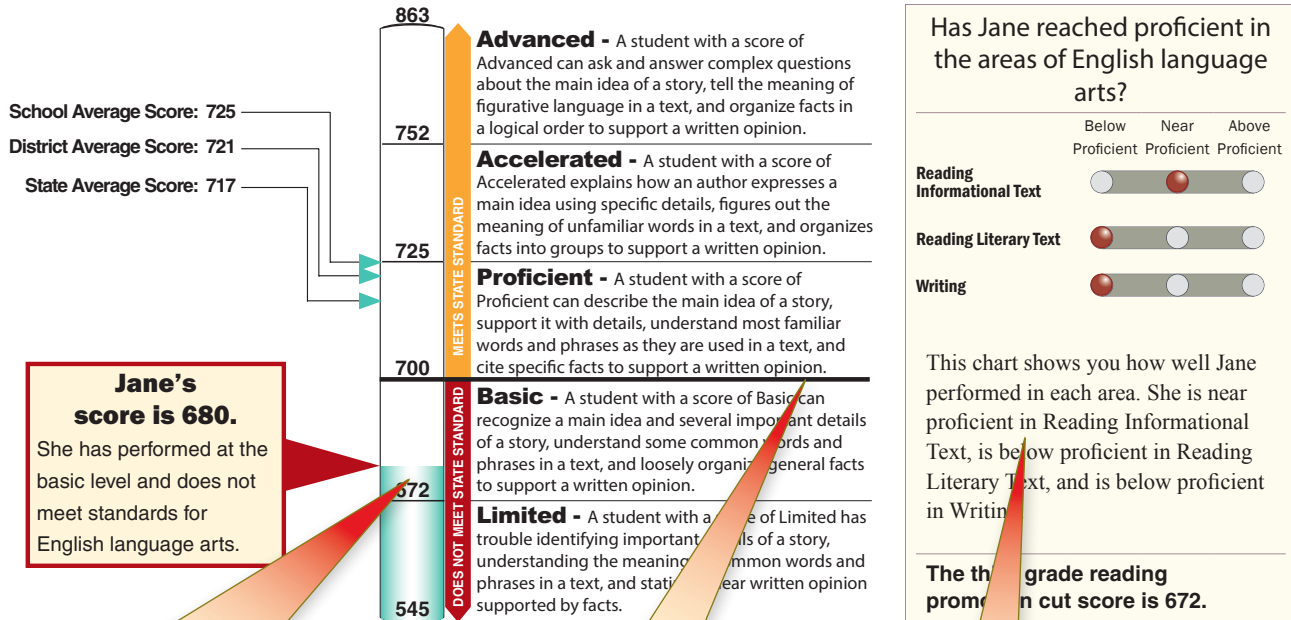 863
Advanced - A student with a score of
Advanced can ask and answer complex questions
about the main idea of a story, tell the meaning of
figurative language in a text, and organize facts in
a logical order to support a written opinion.
School Average Score: 725
District Average Score: 721
State Average Score: 717
752
Accelerated - A student with a score of
Accelerated explains how an author expresses a
main idea using specific details, figures out the
meaning of unfamiliar words in a text, and organizes
facts into groups to support a written opinion.
725
Proficient - A student with a score of
Proficient can describe the main idea of a story,
support it with details, understand most familiar
words and phrases as they are used in a text, and
cite specific facts to support a written opinion.
MEETS STATE STANDARD
700
Basic - A student with a score of Basic can
recognize a main idea and several important details
of a story, understand some common words and
phrases in a text, and loosely organize general facts
to support a written opinion.
Jane's
score is 680.
She has performed at the
basic level and does not
meet standards for
English language arts.
672
Limited - A student with a of Limited has
trouble identifying important of a story,
understanding the meaning common words and
phrases in a text, and written opinion
supported by facts.
DOES NOT MEET STATE STANDARD
545
Has Jane reached proficient in
the areas of English language
arts?
Below Near Above
Proficient Proficient Proficient
Reading
Informational Text
Reading Literary Text
Writing
This chart shows you how well Jane
performed in each area. She is near
proficient in Reading Informational
Text, is below proficient in Reading
Literary Text, and is below proficient
in Writing
The grade reading
cut score is 672.